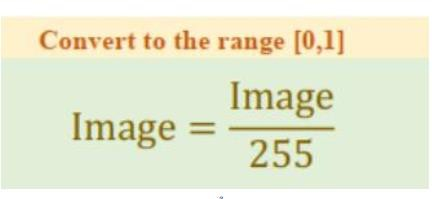 Convert to the range [0,1]
Image = Image / 255